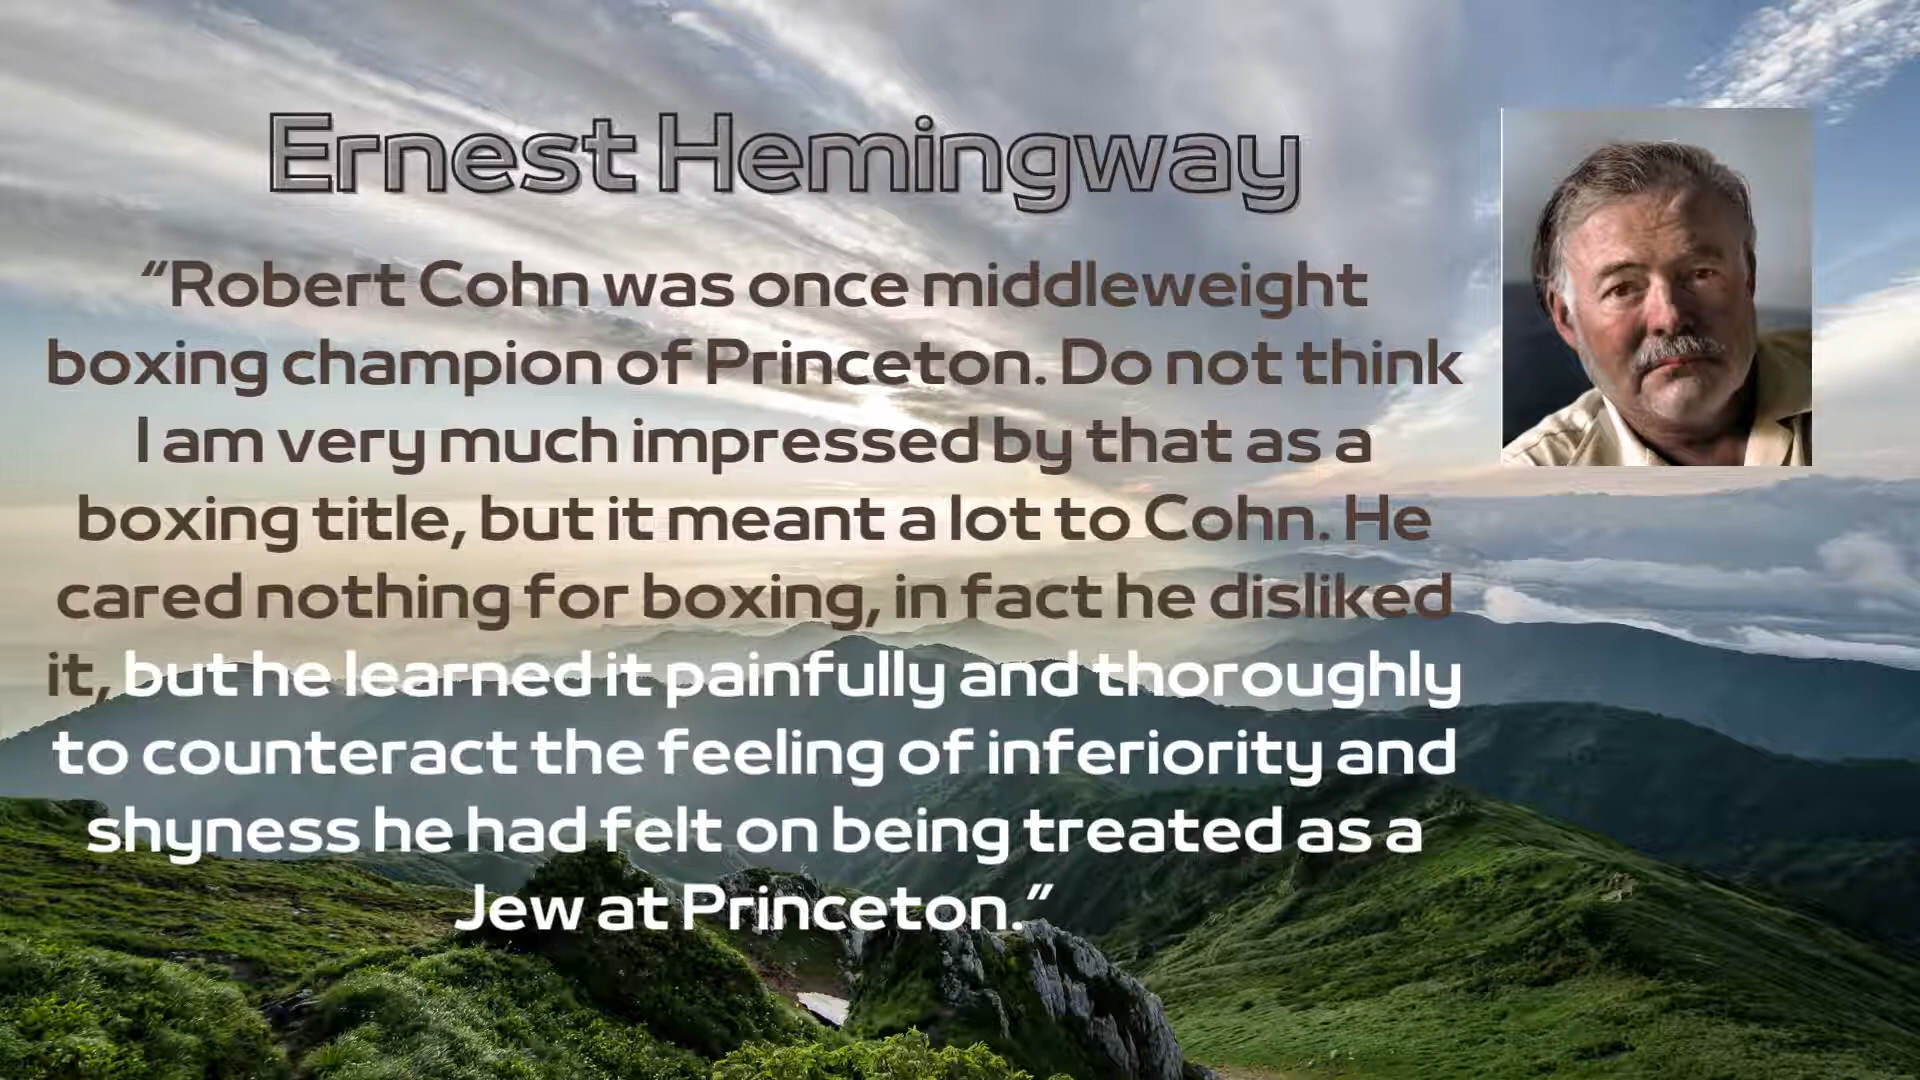 Ernest Hemingway
“Robert Cohn was once middleweight
boxing champion of Princeton. Do not think
I am very much impressed by that as a
boxing title, but it meant a lot to Cohn. He
cared nothing for boxing, in fact he disliked
it, but he learned it painfully and thoroughly
to counteract the feeling of inferiority and
shyness he had felt on being treated as a
Jew at Princeton.”